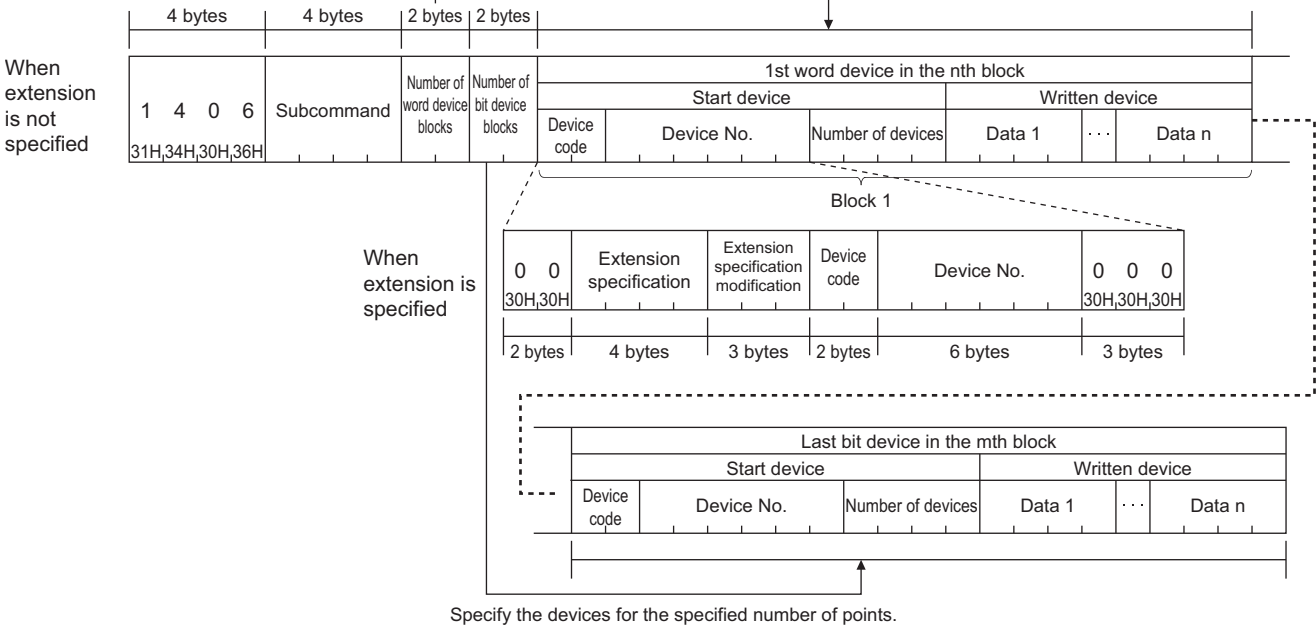 4 bytes 4 bytes 2 bytes 2 bytes
When
extension
is not
specified
1 4 0 6
31H,34H,30H,36H
Subcommand
Number of
word device
blocks
Number of
bit device
blocks
1st word device in the nth block
Start device Written device
Device
code
Device No.
Number of devices
Data 1
···
Data n
Block 1
When
extension is
specified
0 0
30H,30H
Extension
specification
Extension
specification
modification
Device
code
Device No.
0 0 0
30H,30H,30H
2 bytes 4 bytes 3 bytes 2 bytes 6 bytes 3 bytes
Last bit device in the mth block
Start device Written device
Device
code
Device No.
Number of devices
Data 1
···
Data n
Specify the devices for the specified number of points.